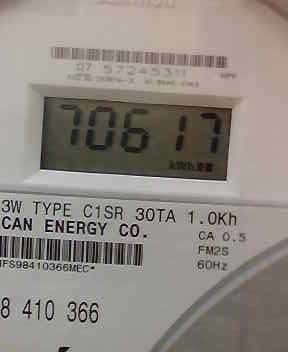 07 57245311
70617
kWh
3W TYPE C1SR 30TA 1.0Kh
CAN ENERGY CO.
CA 0.5
FM2S
60Hz
IFS98410366MEC*
8 410 366